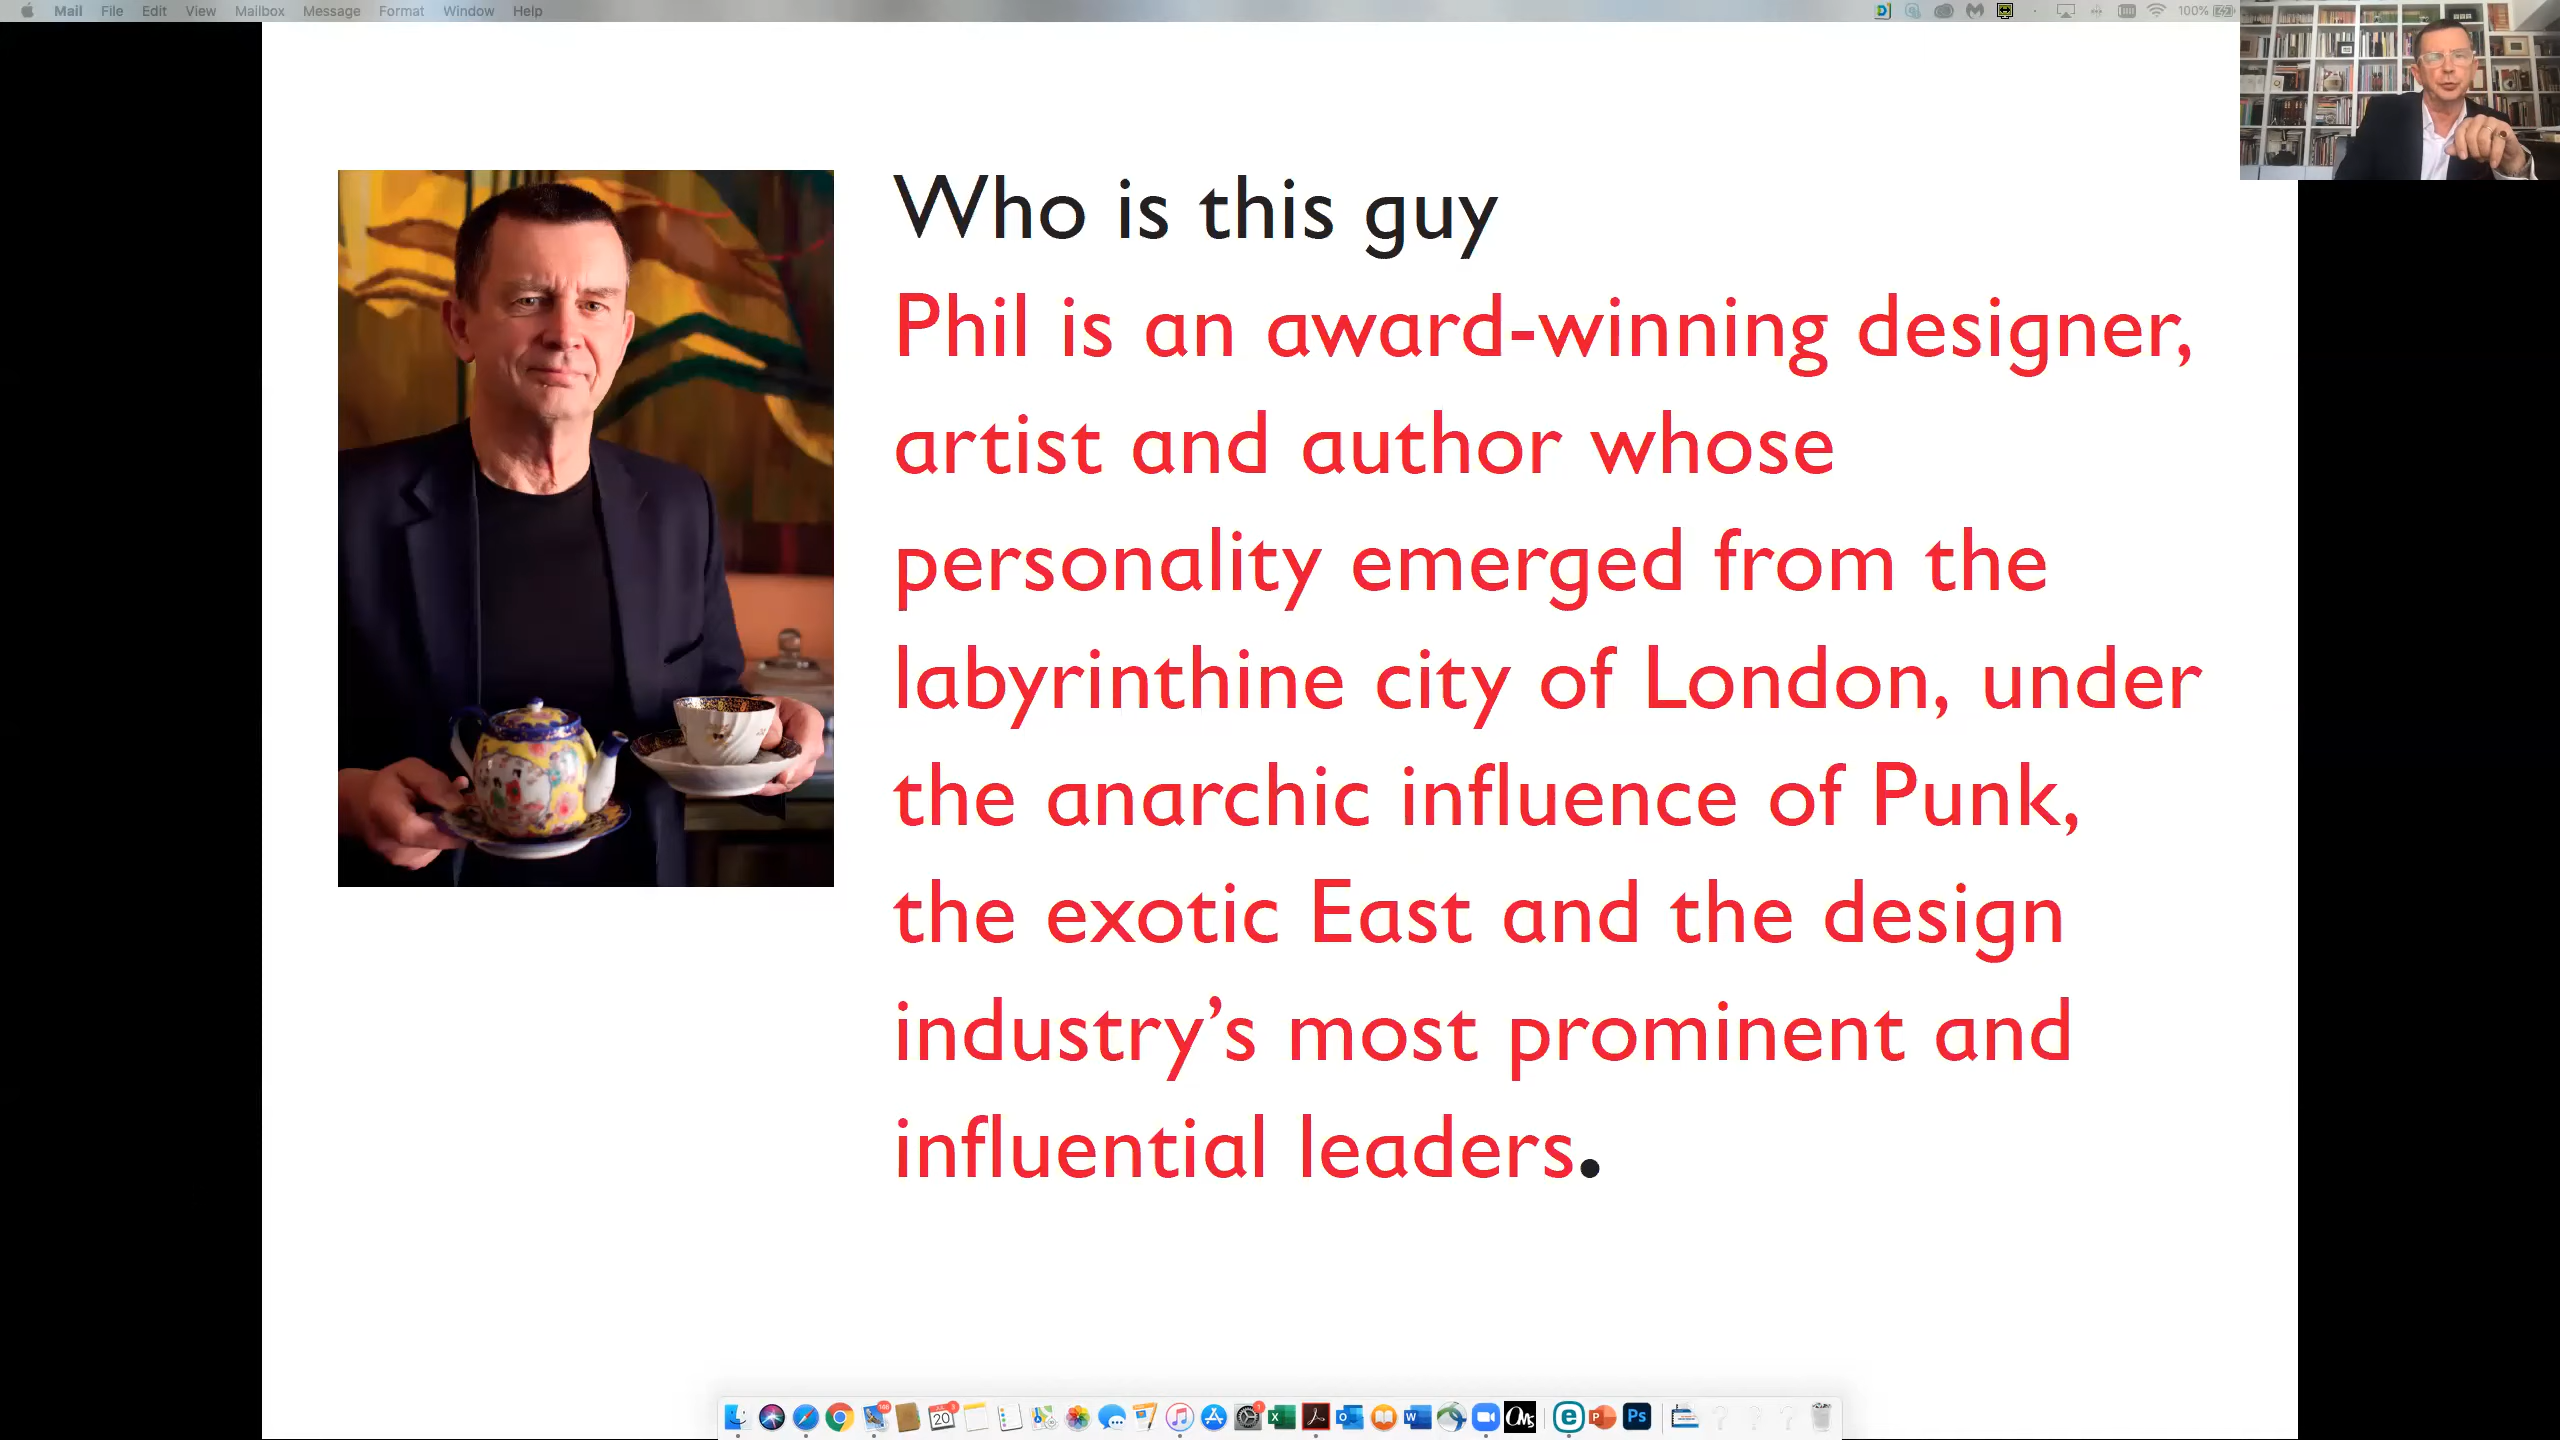 Mail File Edit View Mailbox Message Format Window Help
100%
Who is this guy
Phil is an award-winning designer,
artist and author whose
personality emerged from the
labyrinthine city of London, under
the anarchic influence of Punk,
the exotic East and the design
industry’s most prominent and
influential leaders.
20
Ps